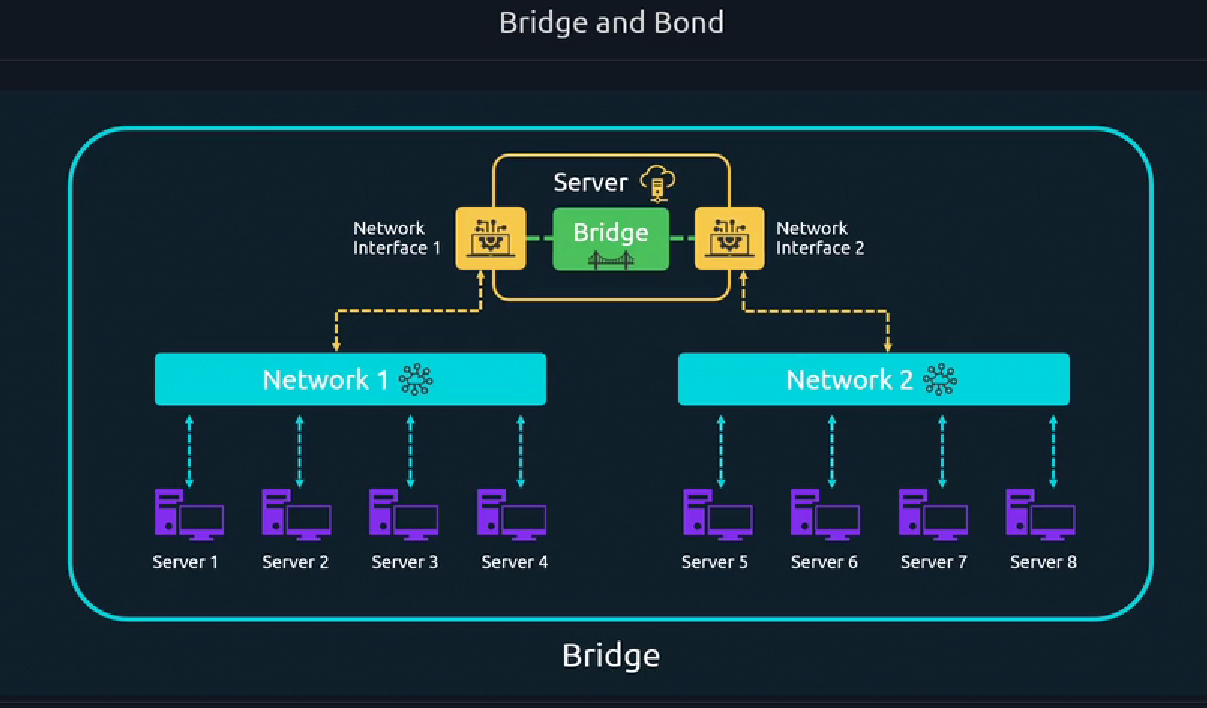 Bridge and Bond
Server
Network
Interface 1
Bridge
Network
Interface 2
Network 1
Network 2
Server 1
Server 2
Server 3
Server 4
Server 5
Server 6
Server 7
Server 8
Bridge